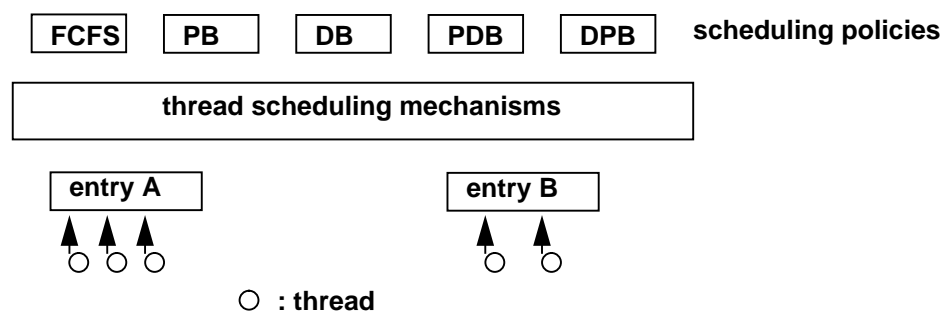 FCFS PB DB PDB DPB scheduling policies
thread scheduling mechanisms
entry A entry B
: thread